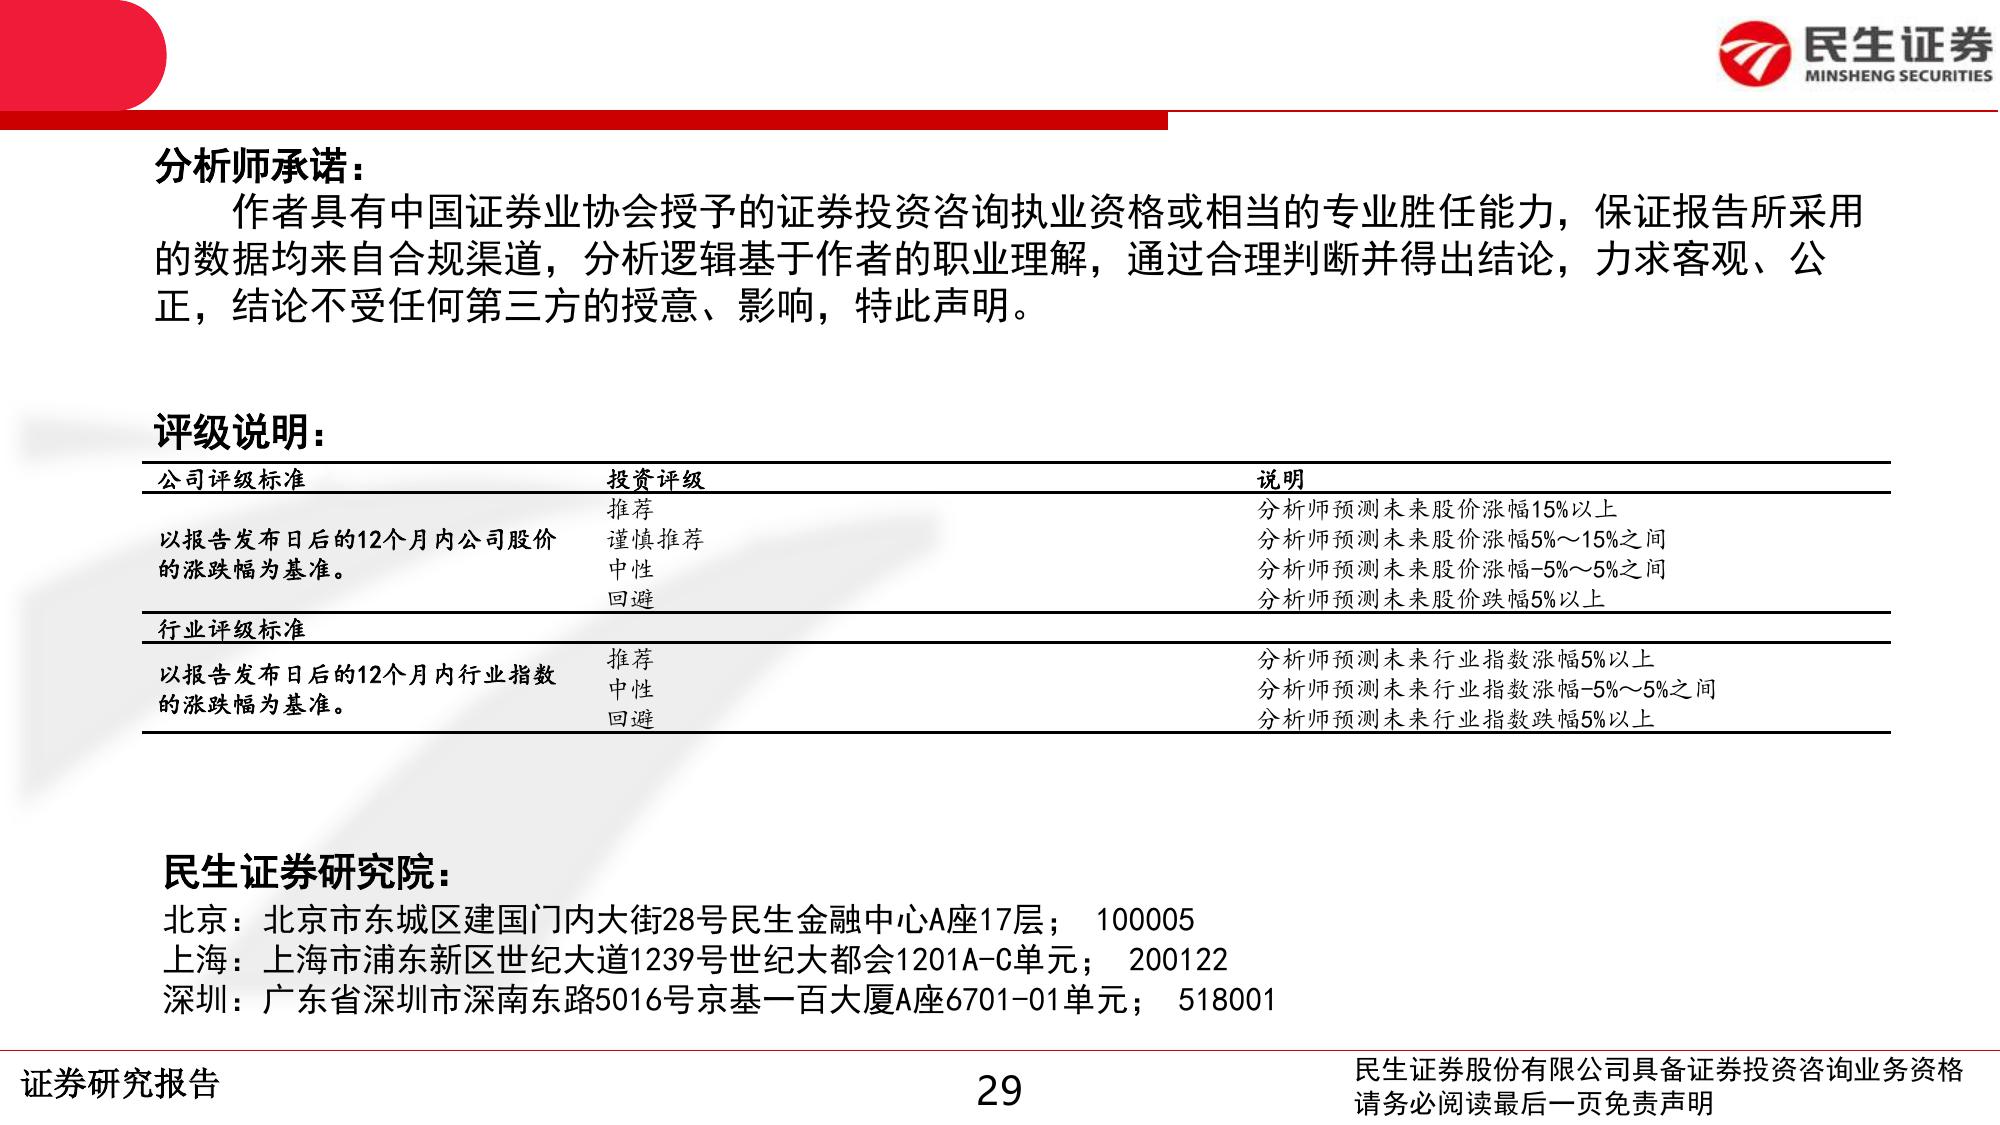 民生证券
MINSHENG SECURITIES
分析师承诺：
作者具有中国证券业协会授予的证券投资咨询执业资格或相当的专业胜任能力，保证报告所采用
的数据均来自合规渠道，分析逻辑基于作者的职业理解，通过合理判断并得出结论，力求客观、公
正，结论不受任何第三方的授意、影响，特此声明。
评级说明：
公司评级标准 投资评级 说明
以报告发布日后的12个月内公司股价
的涨跌幅为基准。
推荐 分析师预测未来股价涨幅15%以上
谨慎推荐 分析师预测未来股价涨幅5%～15%之间
中性 分析师预测未来股价涨幅-5%～5%之间
回避 分析师预测未来股价跌幅5%以上
行业评级标准
以报告发布日后的12个月内行业指数
的涨跌幅为基准。
推荐 分析师预测未来行业指数涨幅5%以上
中性 分析师预测未来行业指数涨幅-5%～5%之间
回避 分析师预测未来行业指数跌幅5%以上
民生证券研究院：
北京：北京市东城区建国门内大街28号民生金融中心A座17层； 100005
上海：上海市浦东新区世纪大道1239号世纪大都会1201A-C单元； 200122
深圳：广东省深圳市深南东路5016号京基一百大厦A座6701-01单元； 518001
证券研究报告
29
民生证券股份有限公司具备证券投资咨询业务资格
请务必阅读最后一页免责声明